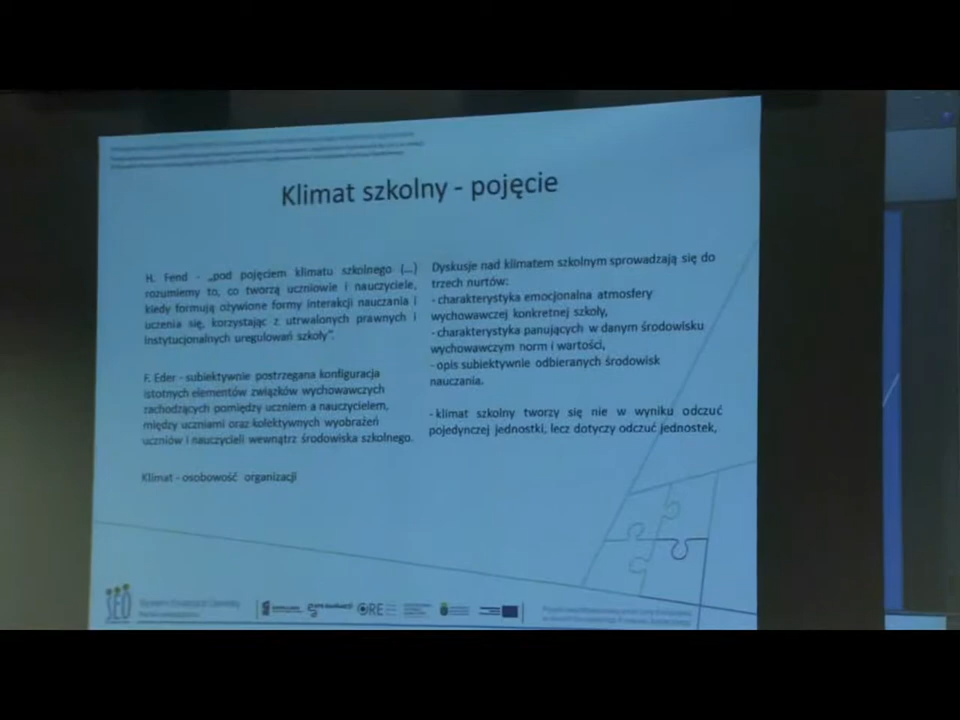 Klimat szkolny - pojęcie
H. Fend - „pod pojęciem klimatu szkolnego (...)
rozumiemy to, co tworzą uczniowie i nauczyciele,
kiedy formują ożywione formy interakcji nauczania i
uczenia się, korzystając z utrwalonych prawnych i
instytucjonalnych uregulowań szkoły”.
F. Eder - subiektywnie postrzegana konfiguracja
istotnych elementów związków wychowawczych
zachodzących pomiędzy uczniem a nauczycielem,
między uczniami oraz kolektywnych wyobrażeń
uczniów i nauczycieli wewnątrz środowiska szkolnego.
Klimat - osobowość organizacji
Dyskusje nad klimatem szkolnym sprowadzają się do
trzech nurtów:
- charakterystyka emocjonalna atmosfery
wychowawczej konkretnej szkoły,
- charakterystyka panujących w danym środowisku
wychowawczym norm i wartości,
- opis subiektywnie odbieranych środowisk
nauczania.
- klimat szkolny tworzy się nie w wyniku odczuć
pojedynczej jednostki, lecz dotyczy odczuć jednostek,
SEO
ORE